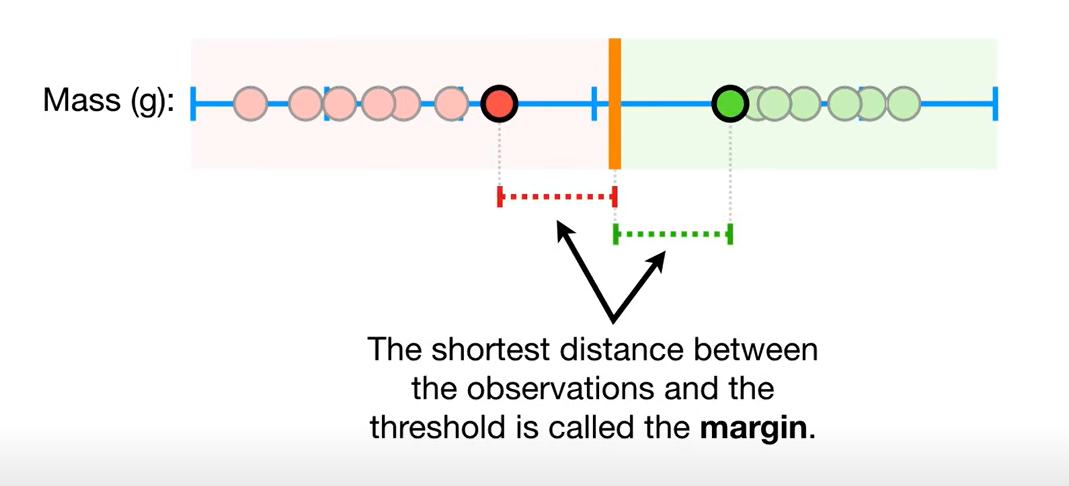 Mass (g):
The shortest distance between
the observations and the
threshold is called the margin.